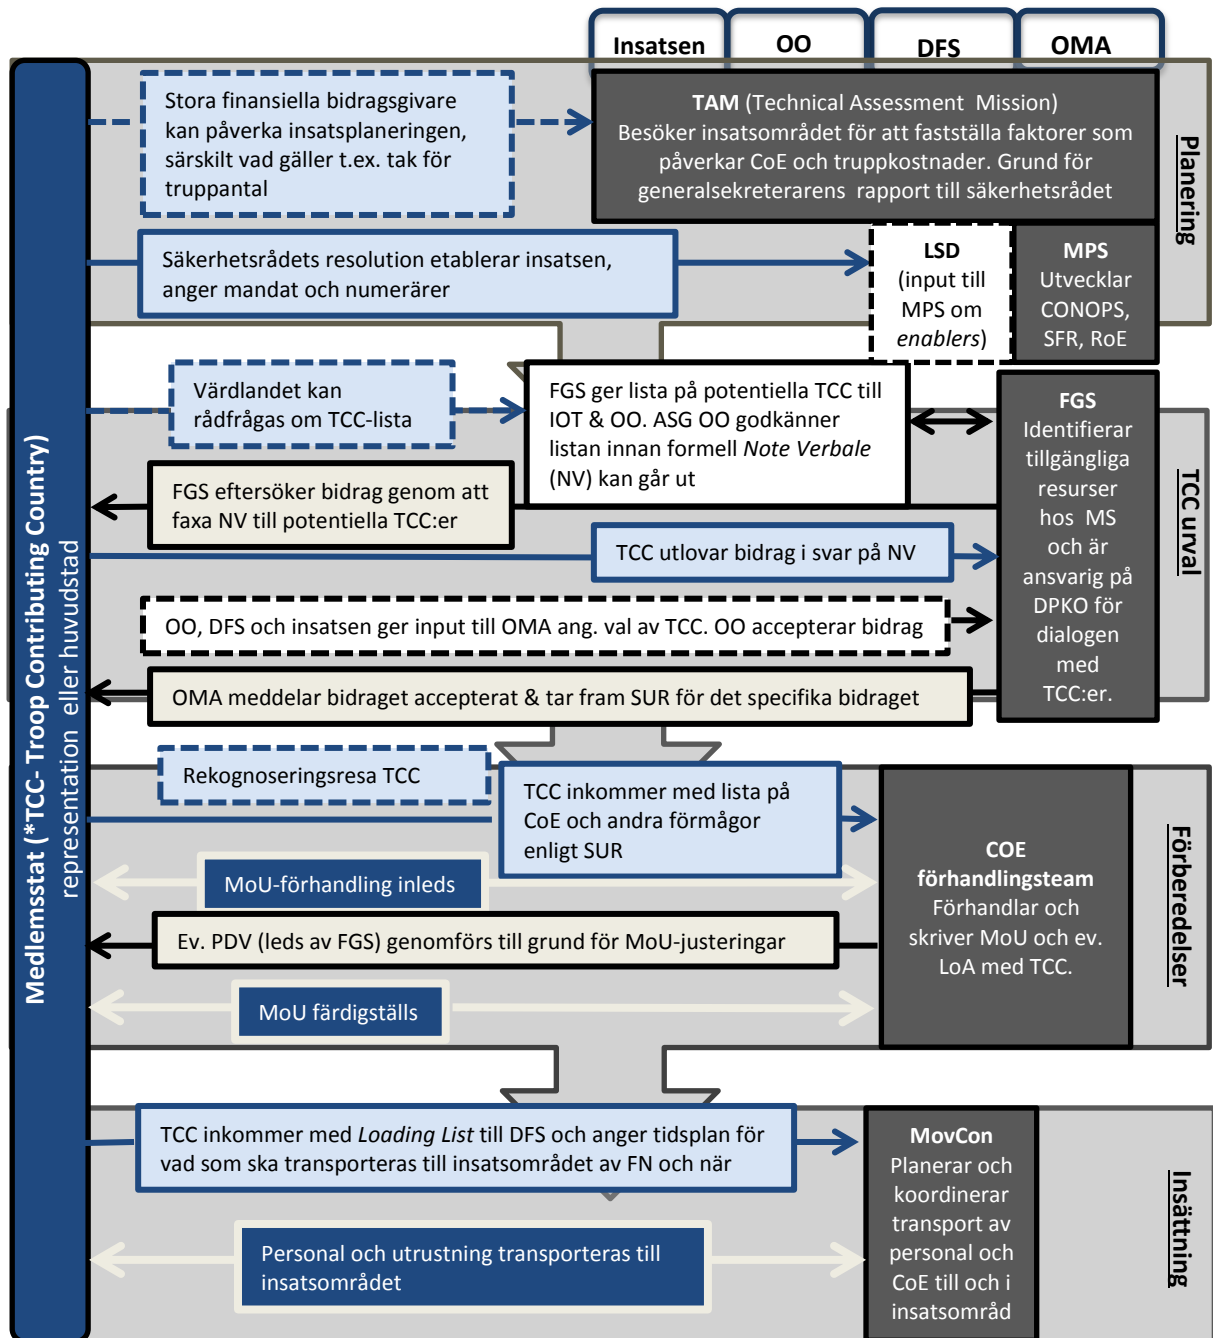 Insatsen
OO
DFS
OMA
Stora finansiella bidragsgivare
kan påverka insatsplaneringen,
särskilt vad gäller t.ex. tak för
truppantal
TAM (Technical Assessment Mission)
Besöker insatsområdet för att fastställa faktorer som
påverkar CoE och truppkostnader. Grund för
generalsekreterarens rapport till säkerhetsrådet
Planering
Säkerhetsrådets resolution etablerar insatsen,
anger mandat och numerärer
LSD
(input till
MPS om
enablers)
MPS
Utvecklar
CONOPS,
SFR, RoE
Värdlandet kan
rådfrågas om TCC-lista
FGS ger lista på potentiella TCC till
IOT & OO. ASG OO godkänner
listan innan formell Note Verbale
(NV) kan går ut
FGS
Identifierar
tillgängliga
resurser
hos MS
och är
ansvarig på
DPKO för
dialogen
med
TCC:er.
TCC urval
FGS eftersöker bidrag genom att
faxa NV till potentiella TCC:er
TCC utlovar bidrag i svar på NV
OO, DFS och insatsen ger input till OMA ang. val av TCC. OO accepterar bidrag
OMA meddelar bidraget accepterat & tar fram SUR för det specifika bidraget
Medlemsstat (*TCC- Troop Contributing Country)
representation eller huvudstad
Rekognoseringsresa TCC
TCC inkommer med lista på
CoE och andra förmågor
enligt SUR
MoU-förhandling inleds
COE
förhandlingsteam
Förhandlar och
skriver MoU och ev.
LoA med TCC.
Förberedelser
Ev. PDV (leds av FGS) genomförs till grund för MoU-justeringar
MoU färdigställs
TCC inkommer med Loading List till DFS och anger tidsplan för
vad som ska transporteras till insatsområdet av FN och när
MovCon
Planerar och
koordinerar
transport av
personal och
CoE till och i
insatsområd
Insättning
Personal och utrustning transporteras till
insatsområdet